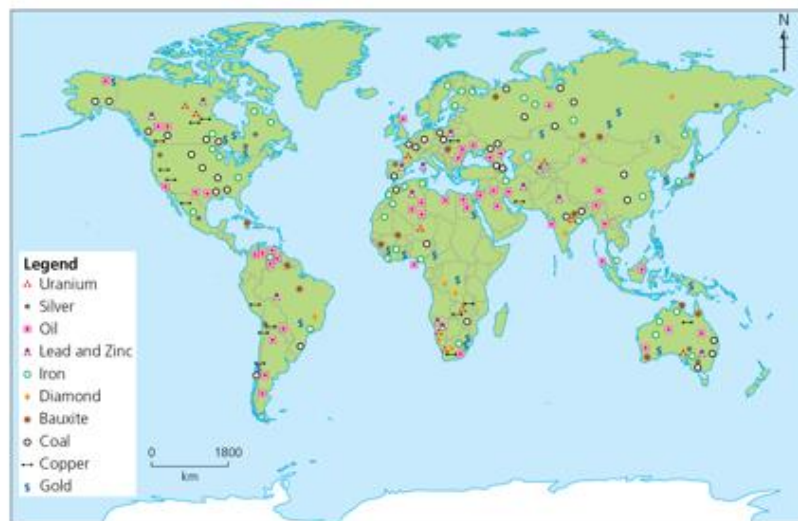 N
Legend
Uranium
Silver
Oil
Lead and Zinc
Iron
Diamond
Bauxite
Coal
Copper
Gold
0 1800
km